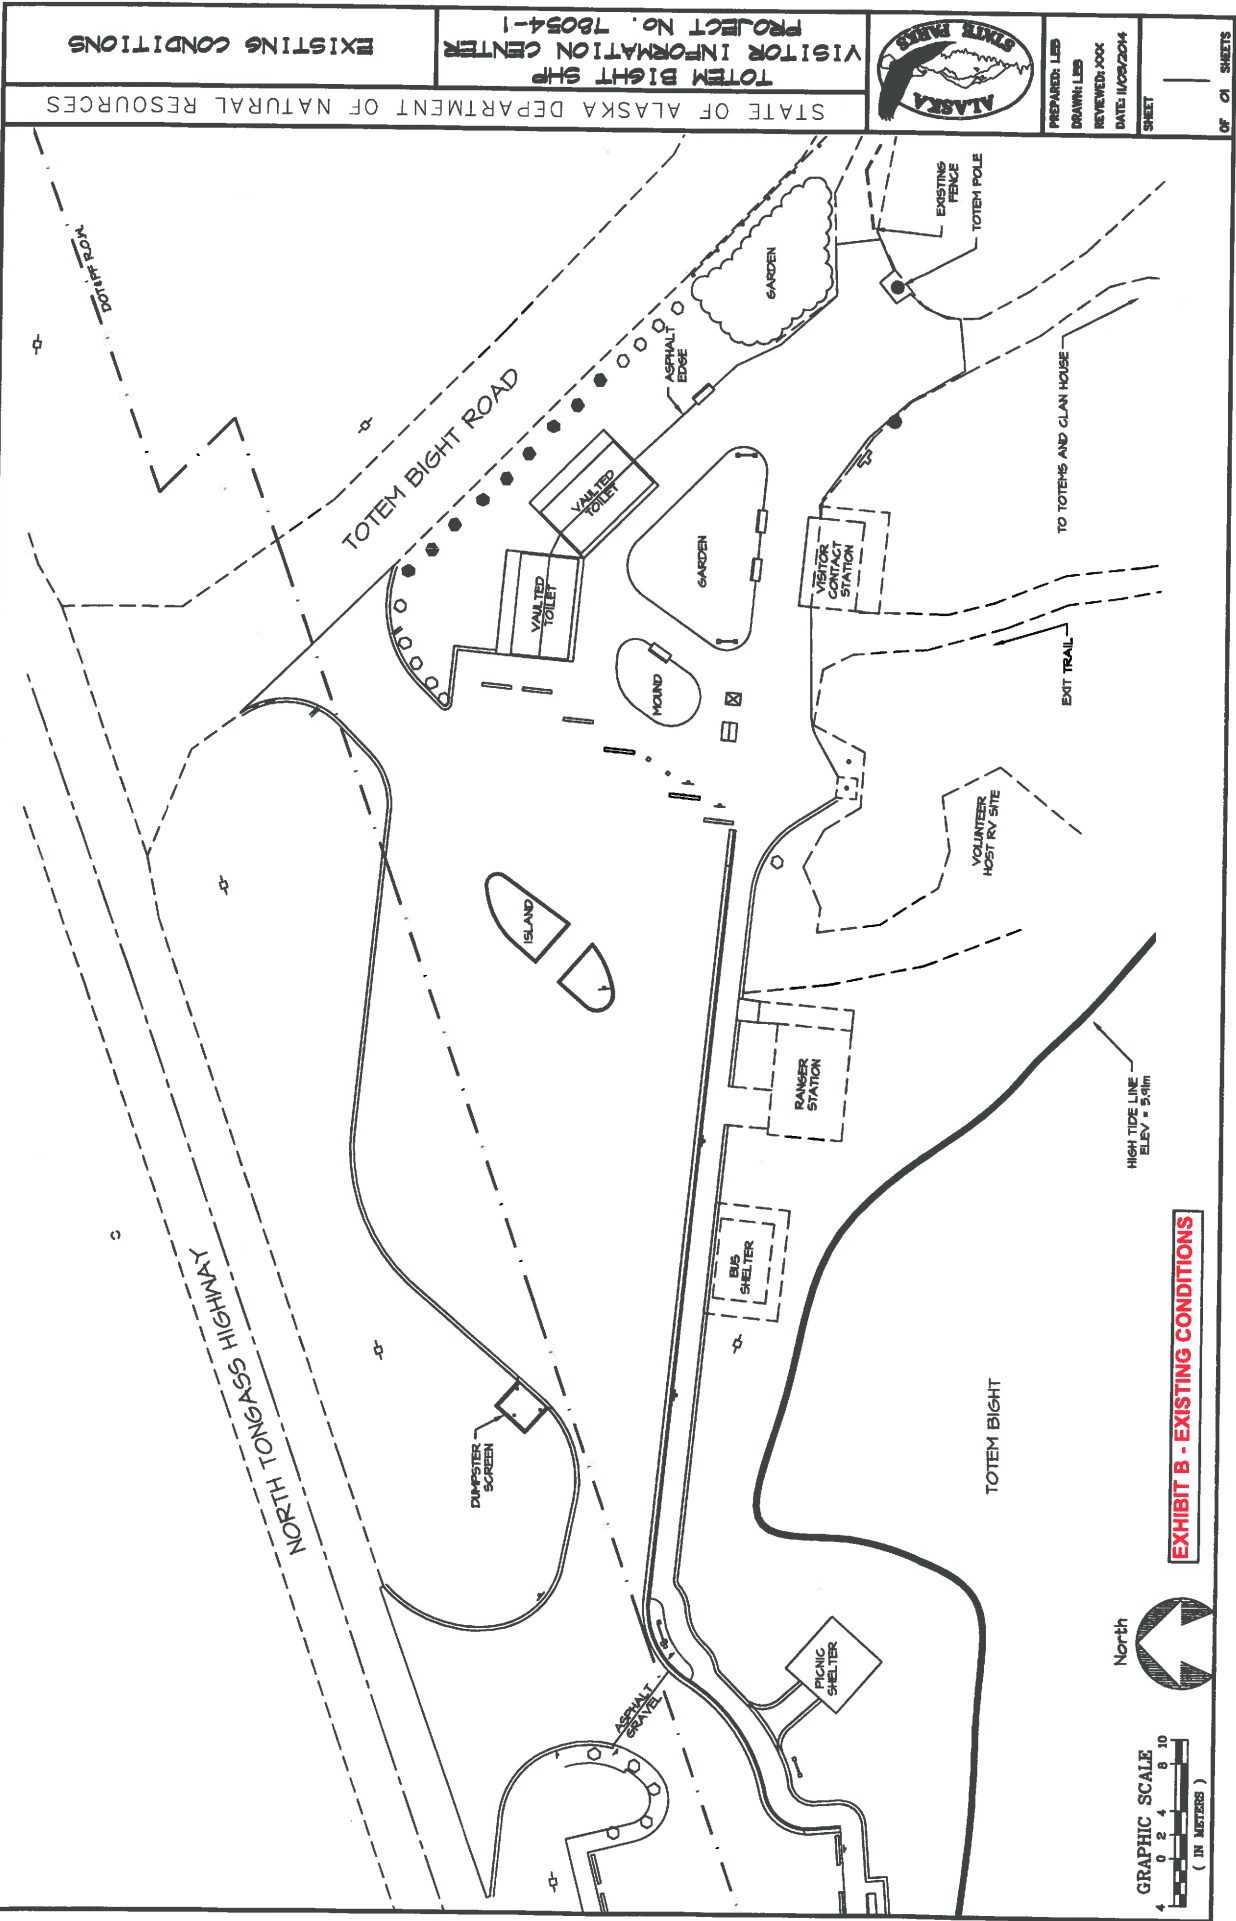 STATE OF ALASKA DEPARTMENT OF NATURAL RESOURCES
TOTEM BIGHT SHP
VISITOR INFORMATION CENTER
PROJECT No. 78054-1
EXISTING CONDITIONS
ALASKA
STATE PARKS
PREPARED: LEB
DRAWN: LEB
REVIEWED: XXX
DATE: 11/05/2014
SHEET
OF 01 SHEETS
DOT&PF R.O.W.
TOTEM BIGHT ROAD
NORTH TONGASS HIGHWAY
GARDEN
ASPHALT
EDGE
EXISTING
FENCE
TOTEM POLE
VAULTED
TOILET
VAULTED
TOILET
GARDEN
MOUND
VISITOR
CONTACT
STATION
TO TOTEMS AND CLAN HOUSE
EXIT TRAIL
VOLUNTEER
HOST RV SITE
ISLAND
RANGER
STATION
BUS
SHELTER
HIGH TIDE LINE
ELEV = 5.91m
DUMPSTER
SCREEN
TOTEM BIGHT
PICNIC
SHELTER
ASPHALT
GRAVEL
EXHIBIT B - EXISTING CONDITIONS
North
GRAPHIC SCALE
4 0 2 4 8 10
( IN METERS )